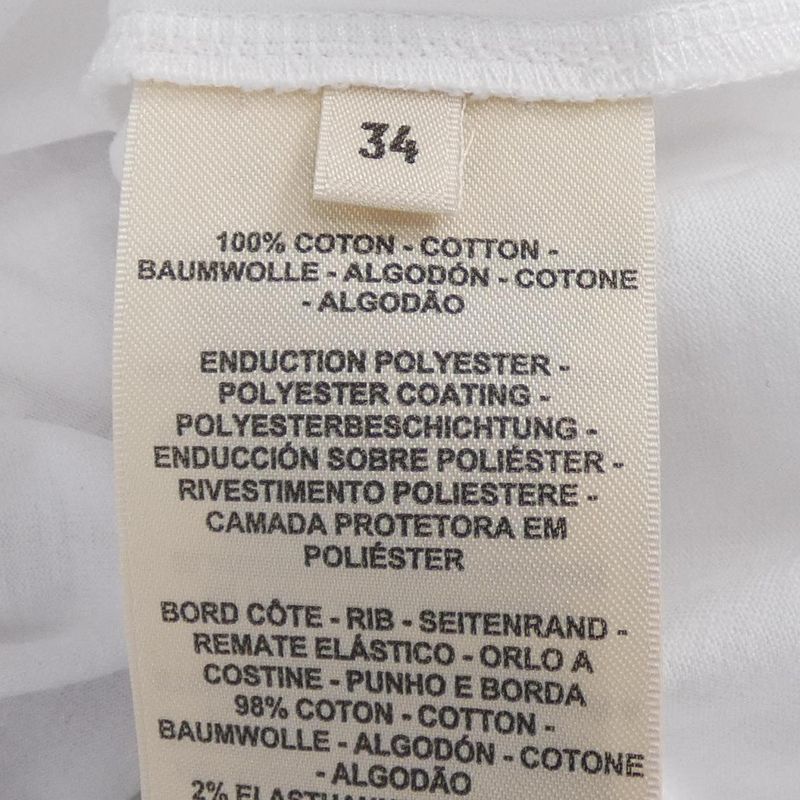 34
100% COTON - COTTON -
BAUMWOLLE - ALGODÓN - COTONE
- ALGODÃO
ENDUCTION POLYESTER -
POLYESTER COATING -
POLYESTERBESCHICHTUNG -
ENDUCCIÓN SOBRE POLIÉSTER -
RIVESTIMENTO POLIESTERE -
CAMADA PROTETORA EM
POLIÉSTER
BORD CÔTE - RIB - SEITENRAND -
REMATE ELÁSTICO - ORLO A
COSTINE - PUNHO E BORDA
98% COTON - COTTON -
BAUMWOLLE - ALGODÓN - COTONE
- ALGODÃO
2%